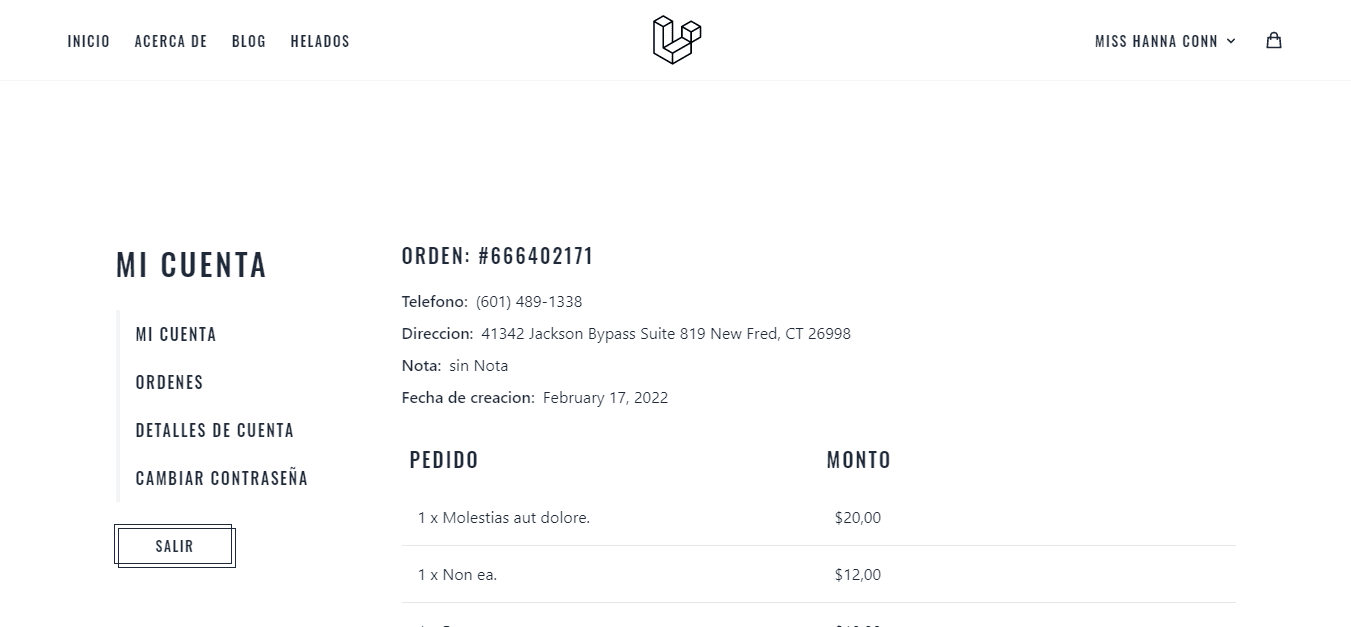 INICIO ACERCA DE BLOG HELADOS MISS HANNA CONN
MI CUENTA
MI CUENTA
ORDENES
DETALLES DE CUENTA
CAMBIAR CONTRASEÑA
SALIR
ORDEN: #666402171
Telefono: (601) 489-1338
Direccion: 41342 Jackson Bypass Suite 819 New Fred, CT 26998
Nota: sin Nota
Fecha de creacion: February 17, 2022
PEDIDO MONTO
1 x Molestias aut dolore. $20,00
1 x Non ea. $12,00